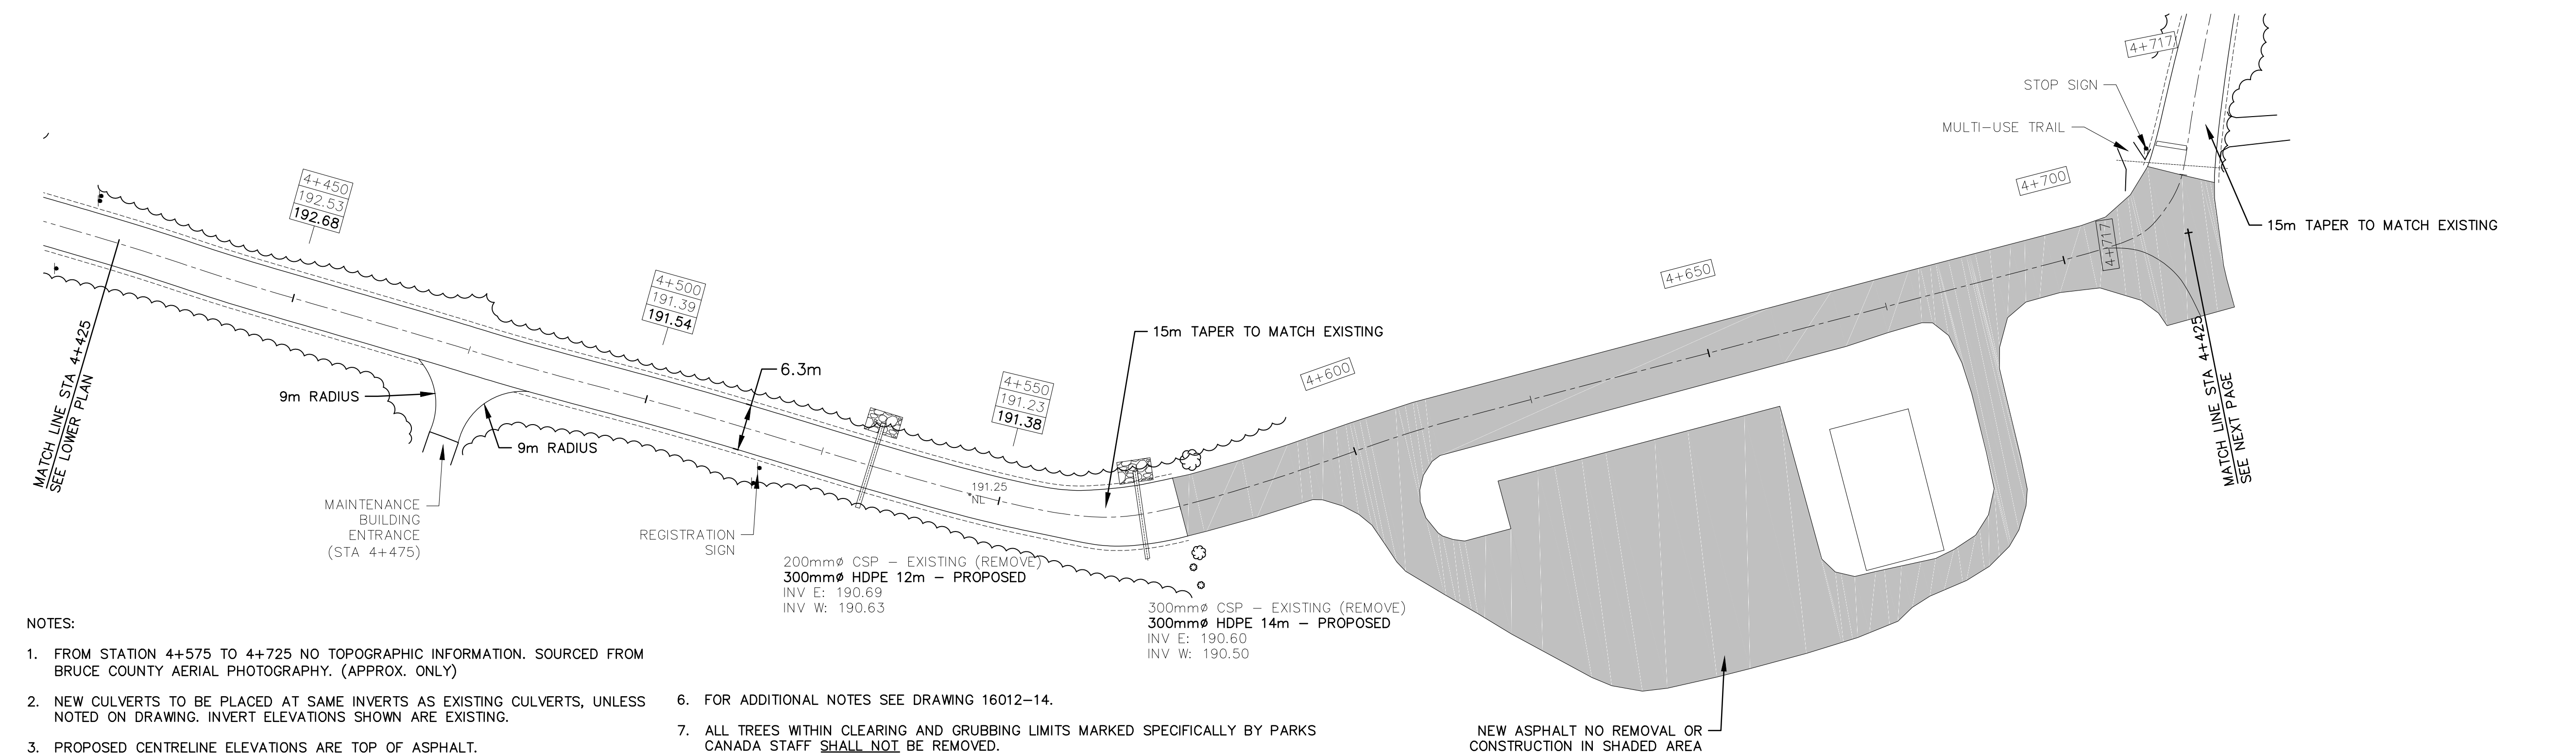 4+717
STOP SIGN
MULTI-USE TRAIL
4+450
192.53
192.68
4+700
15m TAPER TO MATCH EXISTING
4+717
4+500
191.39
191.54
4+650
MATCH LINE STA 4+425
SEE LOWER PLAN
15m TAPER TO MATCH EXISTING
6.3m
4+550
191.23
191.38
4+600
MATCH LINE STA 4+425
SEE NEXT PAGE
9m RADIUS
9m RADIUS
191.25
NL
MAINTENANCE
BUILDING
ENTRANCE
(STA 4+475)
REGISTRATION
SIGN
200mmø CSP – EXISTING (REMOVE)
300mmø HDPE 12m – PROPOSED
INV E: 190.69
INV W: 190.63
300mmø CSP – EXISTING (REMOVE)
300mmø HDPE 14m – PROPOSED
INV E: 190.60
INV W: 190.50
NOTES:
1. FROM STATION 4+575 TO 4+725 NO TOPOGRAPHIC INFORMATION. SOURCED FROM
BRUCE COUNTY AERIAL PHOTOGRAPHY. (APPROX. ONLY)
2. NEW CULVERTS TO BE PLACED AT SAME INVERTS AS EXISTING CULVERTS, UNLESS
NOTED ON DRAWING. INVERT ELEVATIONS SHOWN ARE EXISTING.
3. PROPOSED CENTRELINE ELEVATIONS ARE TOP OF ASPHALT.
6. FOR ADDITIONAL NOTES SEE DRAWING 16012-14.
7. ALL TREES WITHIN CLEARING AND GRUBBING LIMITS MARKED SPECIFICALLY BY PARKS
CANADA STAFF SHALL NOT BE REMOVED.
NEW ASPHALT NO REMOVAL OR
CONSTRUCTION IN SHADED AREA